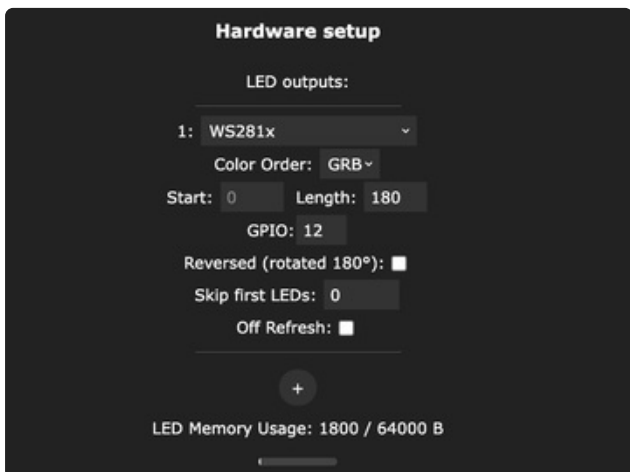 Hardware setup
LED outputs:
1: WS281x
Color Order: GRB
Start: 0 Length: 180
GPIO: 12
Reversed (rotated 180°):
Skip first LEDs: 0
Off Refresh:
+
LED Memory Usage: 1800 / 64000 B